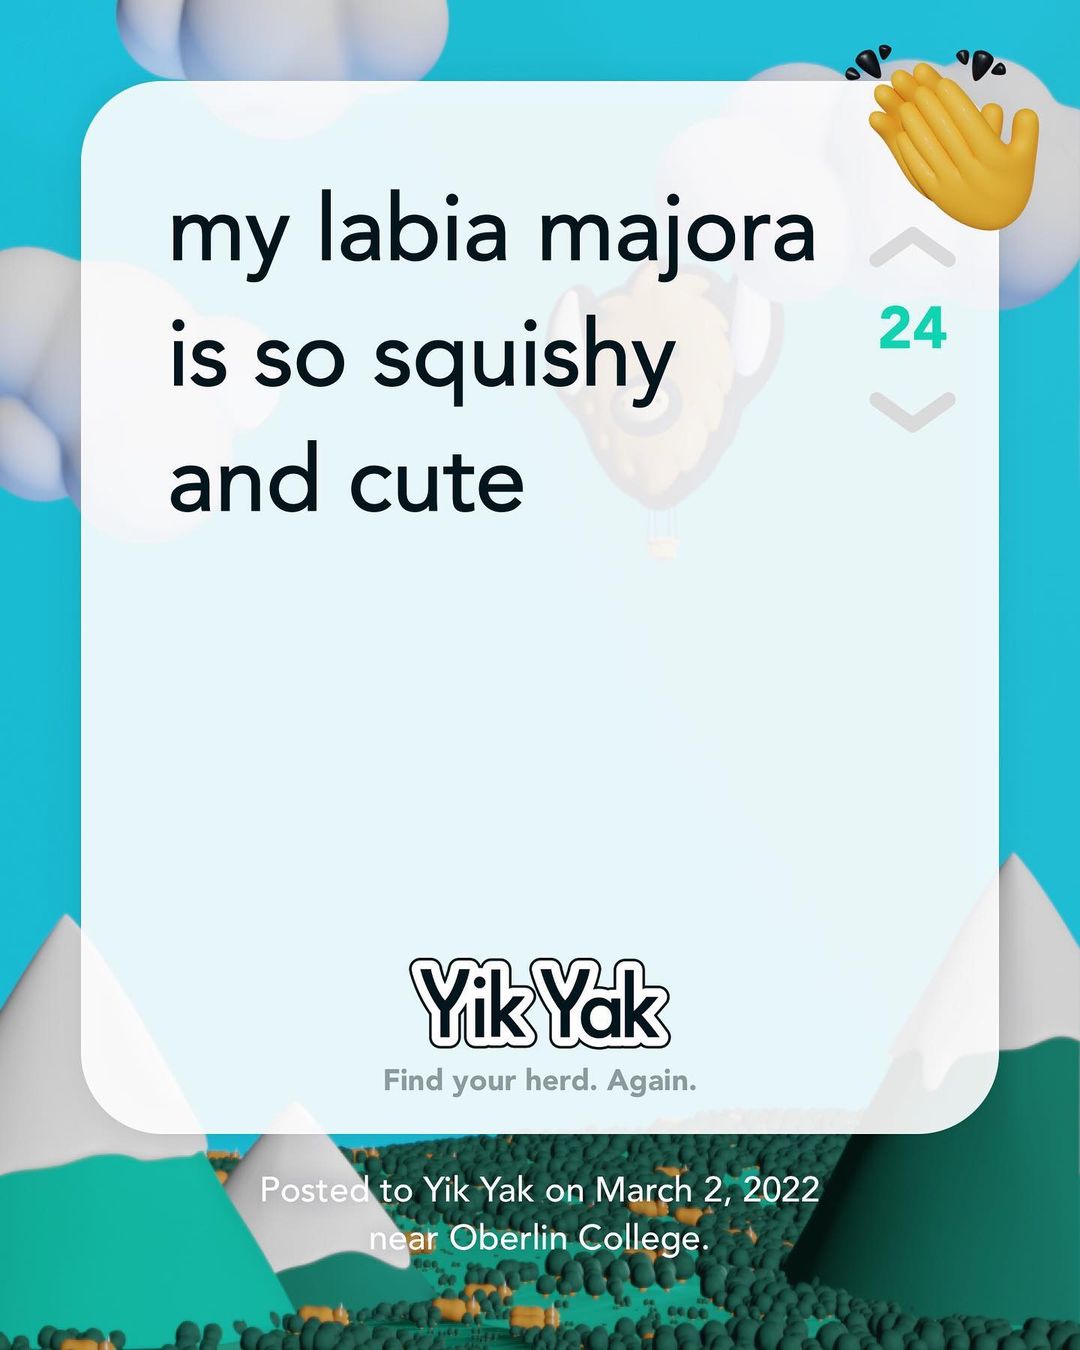 my labia majora
is so squishy
and cute
24
Yik Yak
Find your herd. Again.
Posted to Yik Yak on March 2, 2022
near Oberlin College.